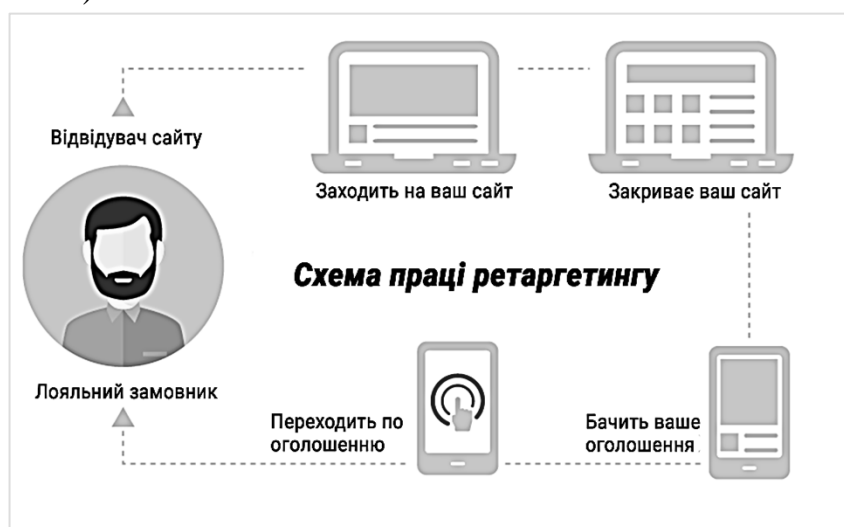 Відвідувач сайту
Заходить на ваш сайт
Закриває ваш сайт
Схема праці ретаргетингу
Лояльний замовник
Переходить по
оголошенню
Бачить ваше
оголошення